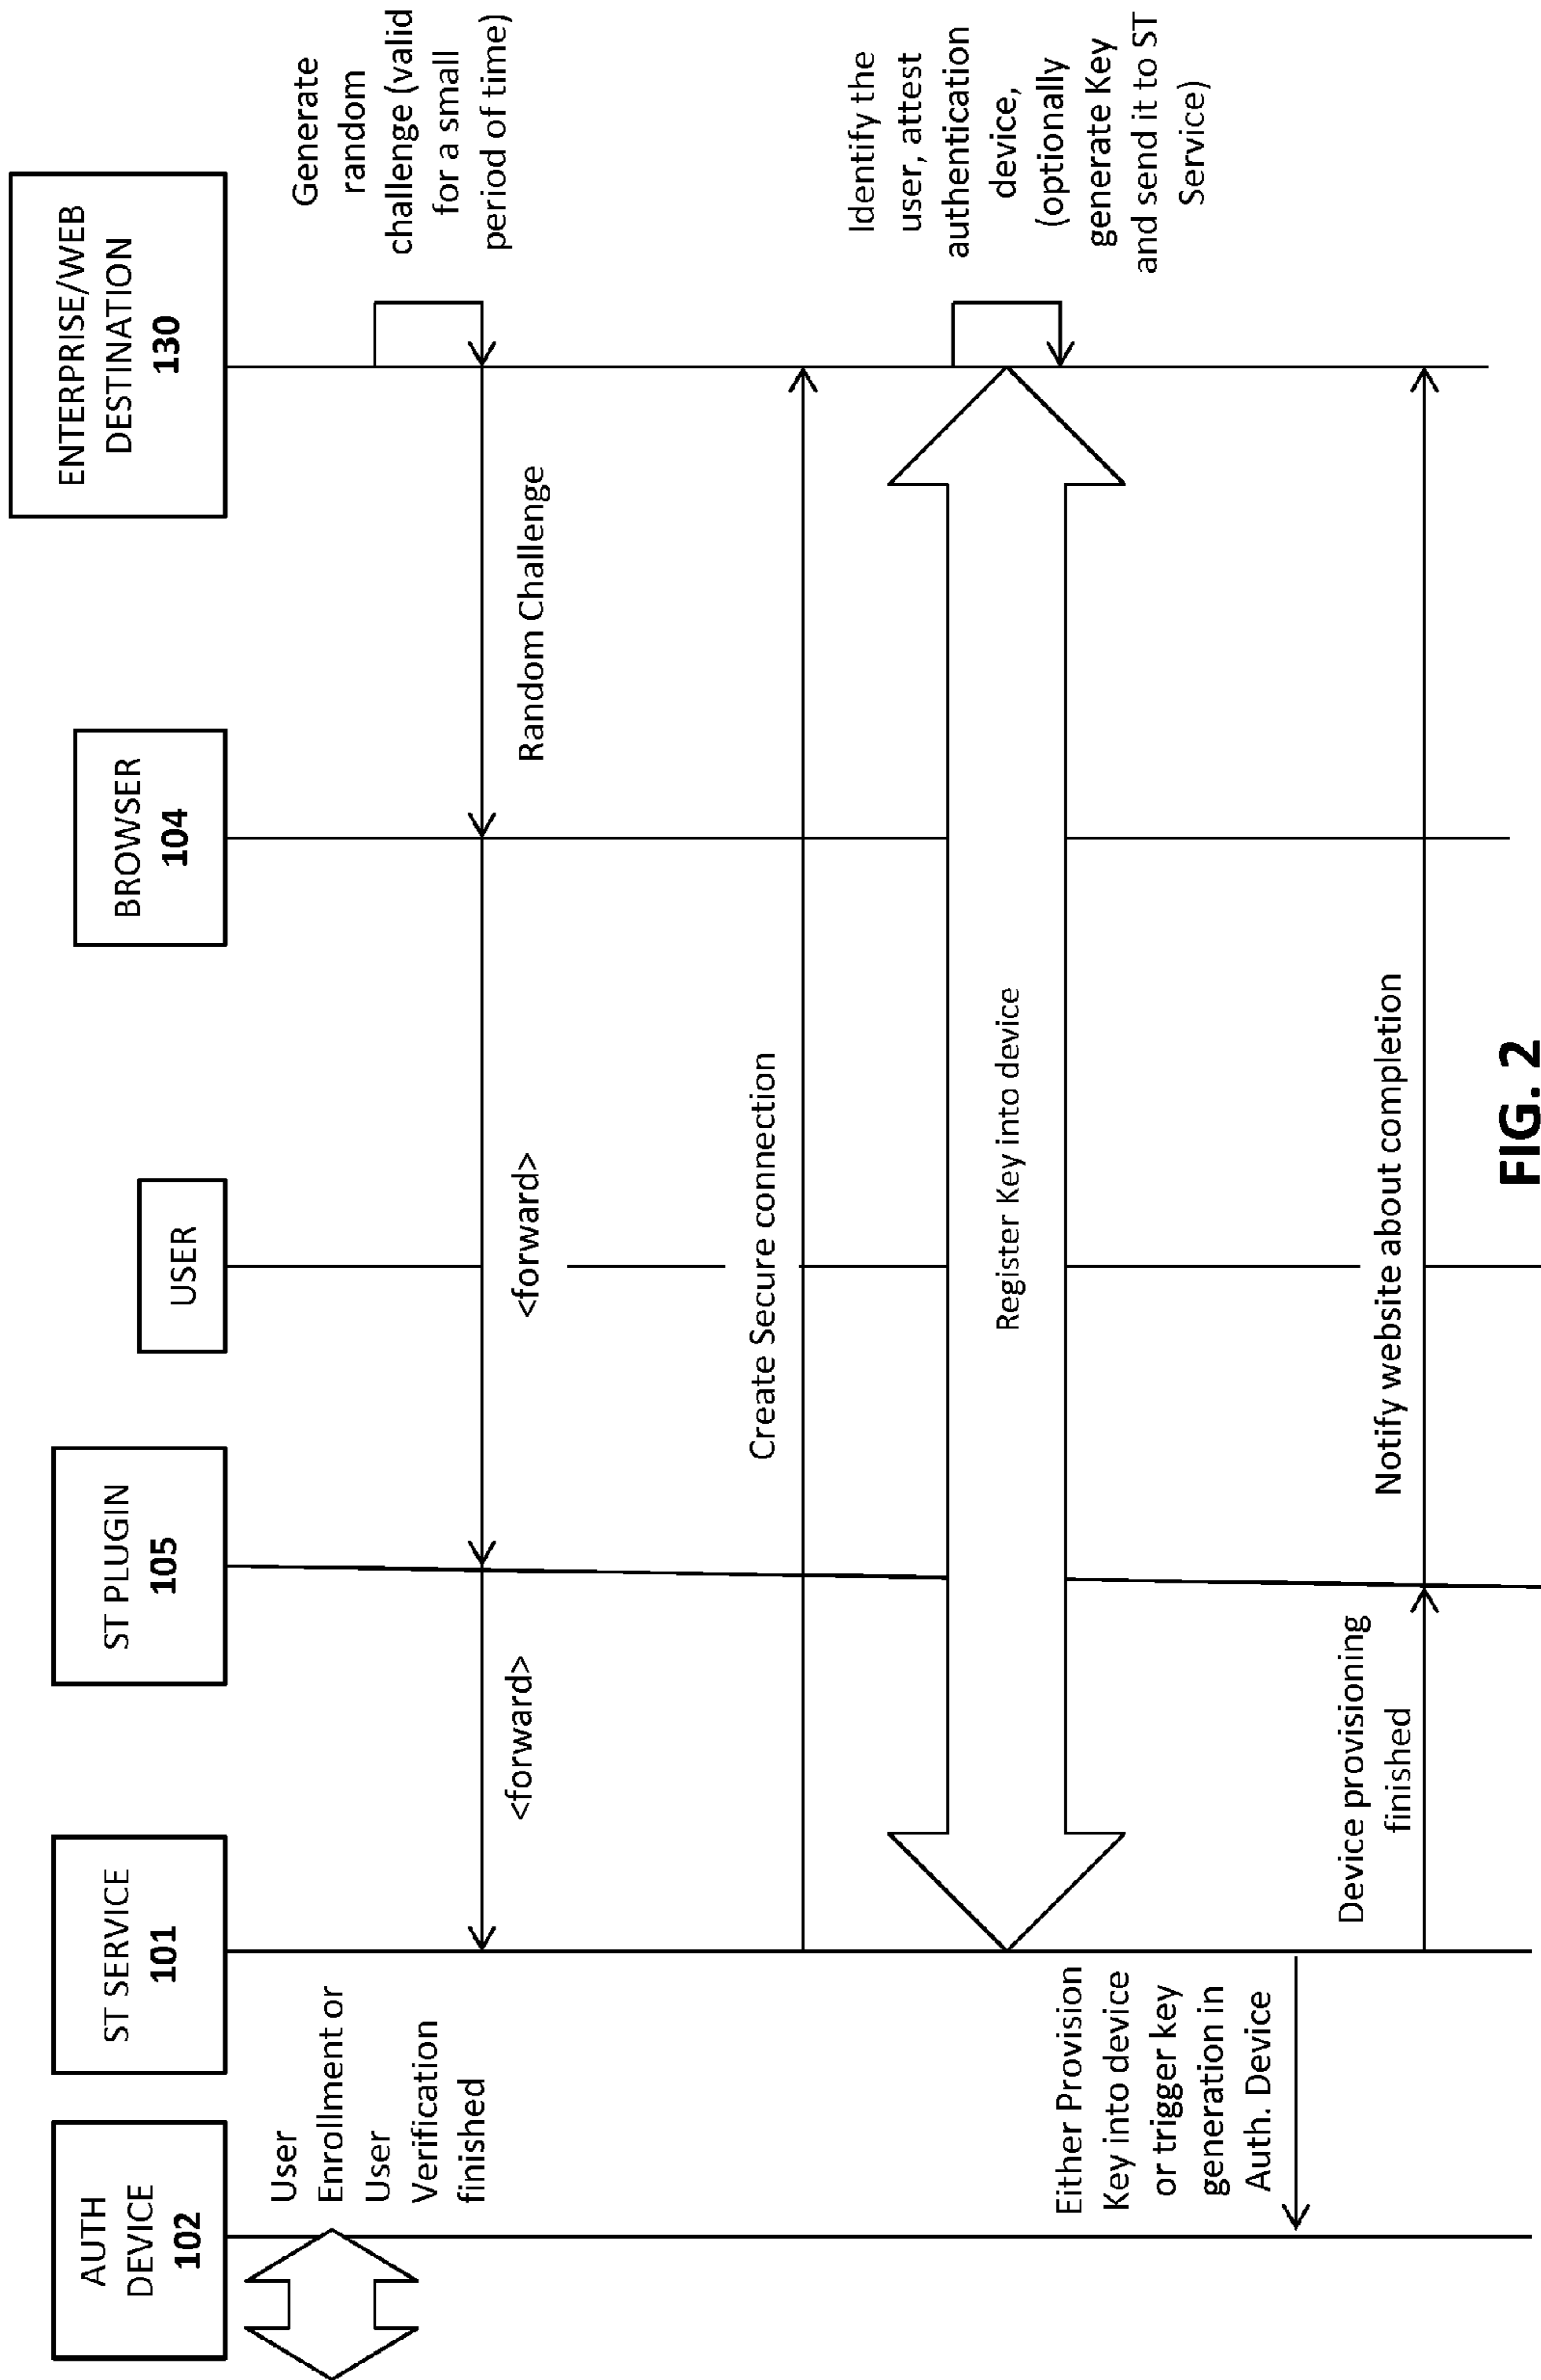 AUTH
DEVICE
102
ST SERVICE
101
ST PLUGIN
105
USER
BROWSER
104
ENTERPRISE/WEB
DESTINATION
130
User
Enrollment or
User
Verification
finished
Generate
random
challenge (valid
for a small
period of time)
Random Challenge
<forward>
<forward>
Create Secure connection
Identify the
user, attest
authentication
device,
(optionally
generate Key
and send it to ST
Service)
Register Key into device
Either Provision
Key into device
or trigger key
generation in
Auth. Device
Device provisioning
finished
Notify website about completion
FIG. 2